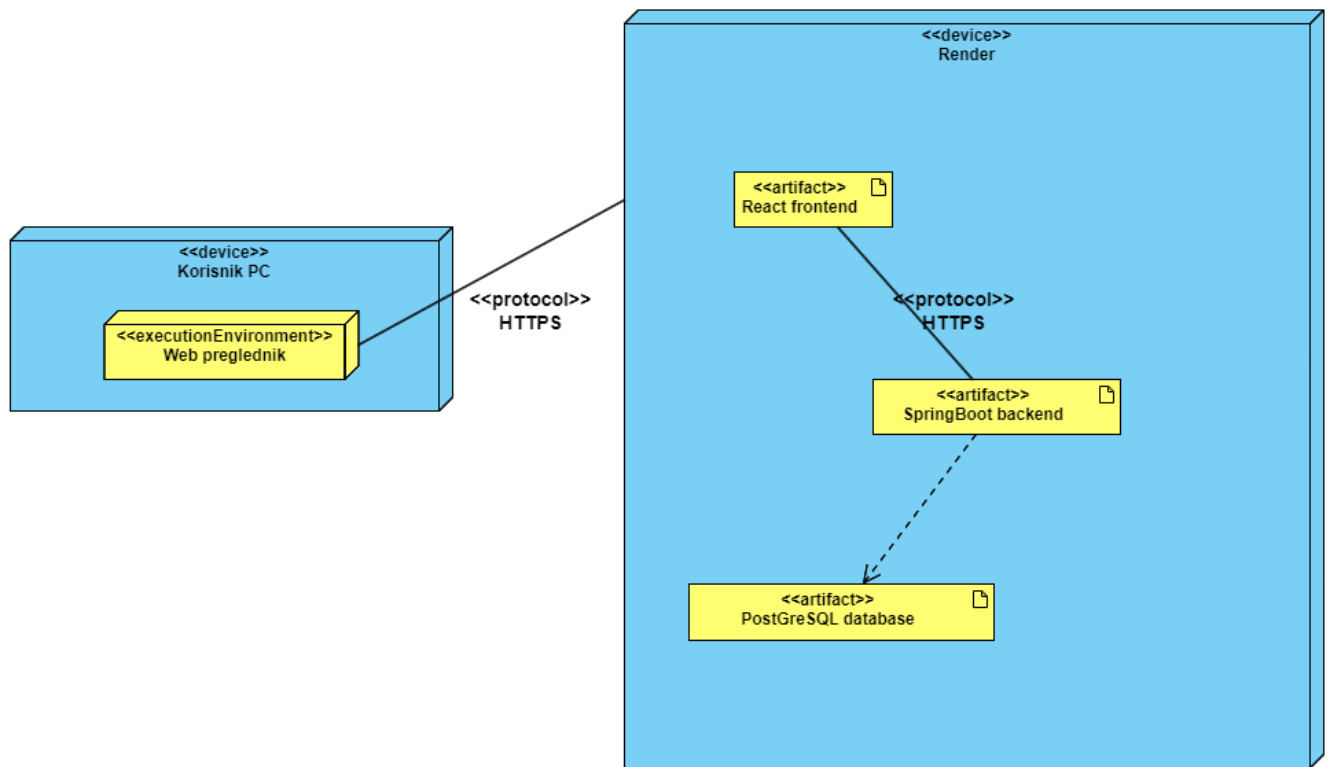 <<device>>
Korisnik PC
<<executionEnvironment>>
Web preglednik
<<protocol>>
HTTPS
<<device>>
Render
<<artifact>>
React frontend
<<protocol>>
HTTPS
<<artifact>>
SpringBoot backend
<<artifact>>
PostGreSQL database